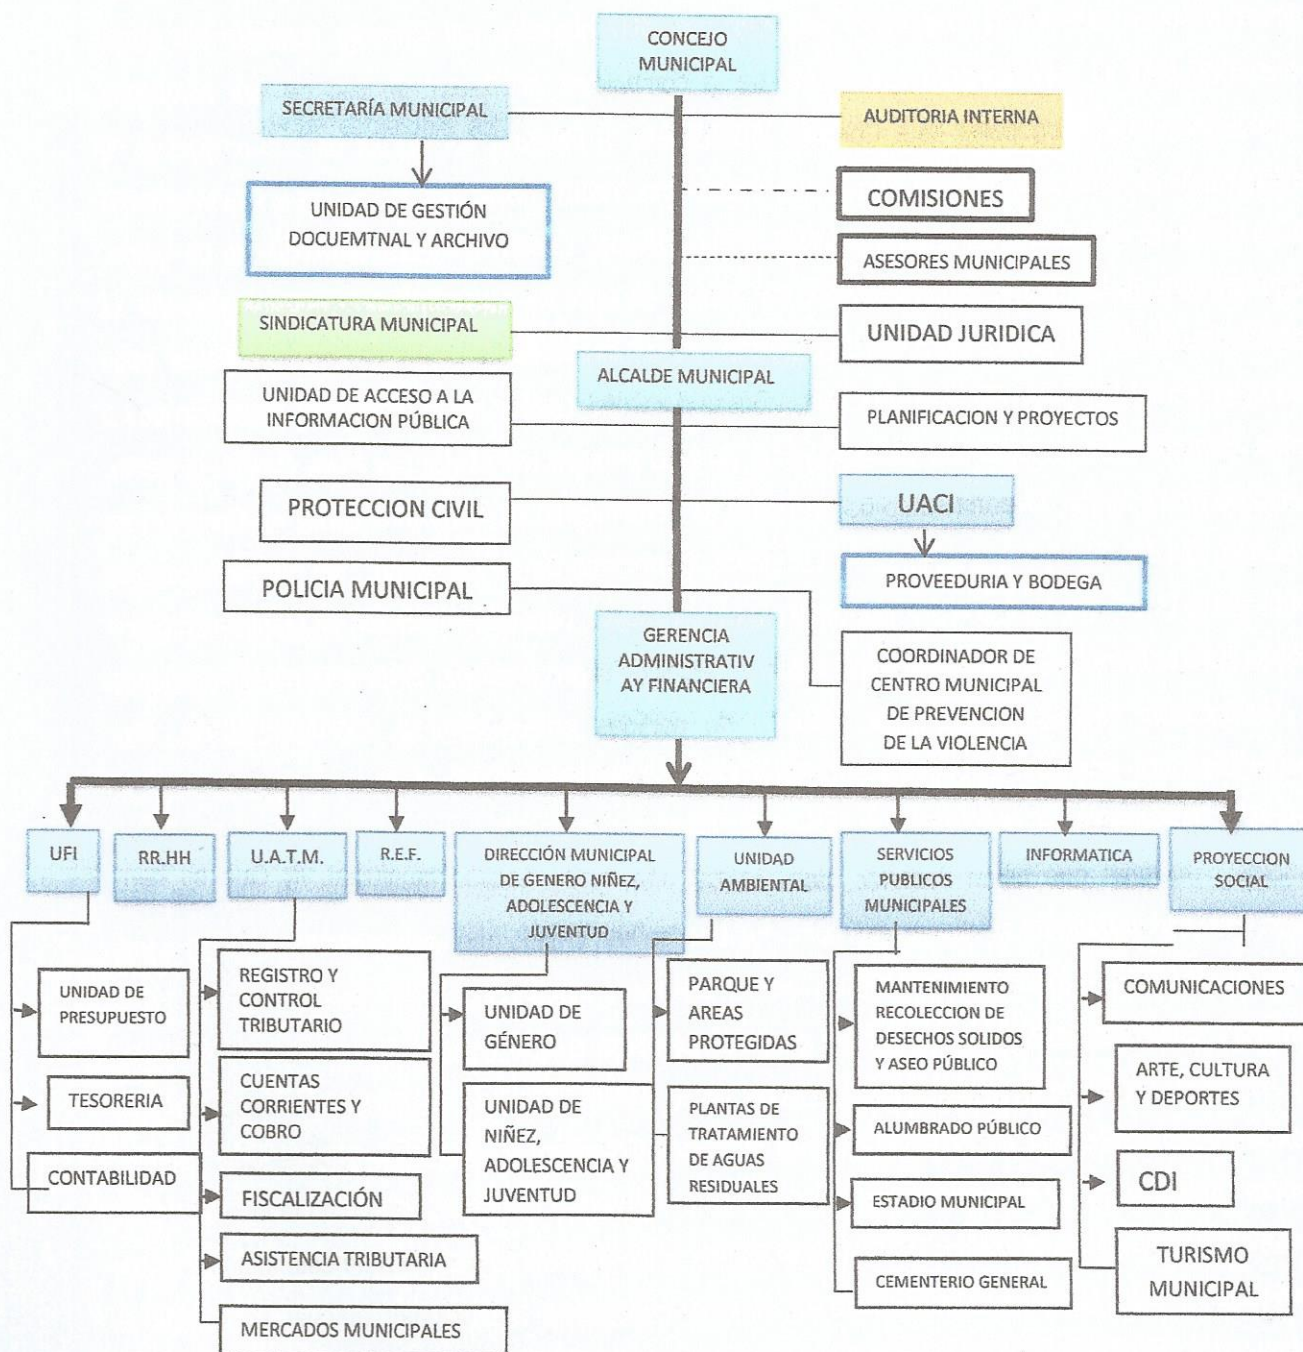 CONCEJO
MUNICIPAL
SECRETARÍA MUNICIPAL
AUDITORIA INTERNA
UNIDAD DE GESTIÓN
DOCUEMTNAL Y ARCHIVO
COMISIONES
ASESORES MUNICIPALES
SINDICATURA MUNICIPAL
UNIDAD JURIDICA
ALCALDE MUNICIPAL
UNIDAD DE ACCESO A LA
INFORMACION PÚBLICA
PLANIFICACION Y PROYECTOS
PROTECCION CIVIL
UACI
PROVEEDURIA Y BODEGA
POLICIA MUNICIPAL
GERENCIA
ADMINISTRATIV
AY FINANCIERA
COORDINADOR DE
CENTRO MUNICIPAL
DE PREVENCION
DE LA VIOLENCIA
UFI
RR.HH
U.A.T.M.
R.E.F.
DIRECCIÓN MUNICIPAL
DE GENERO NIÑEZ,
ADOLESCENCIA Y
JUVENTUD
UNIDAD
AMBIENTAL
SERVICIOS
PUBLICOS
MUNICIPALES
INFORMATICA
PROYECCION
SOCIAL
UNIDAD DE
PRESUPUESTO
TESORERIA
CONTABILIDAD
REGISTRO Y
CONTROL
TRIBUTARIO
CUENTAS
CORRIENTES Y
COBRO
FISCALIZACIÓN
ASISTENCIA TRIBUTARIA
MERCADOS MUNICIPALES
UNIDAD DE
GÉNERO
UNIDAD DE
NIÑEZ,
ADOLESCENCIA Y
JUVENTUD
PARQUE Y
AREAS
PROTEGIDAS
PLANTAS DE
TRATAMIENTO
DE AGUAS
RESIDUALES
MANTENIMIENTO
RECOLECCION DE
DESECHOS SOLIDOS
Y ASEO PÚBLICO
ALUMBRADO PÚBLICO
ESTADIO MUNICIPAL
CEMENTERIO GENERAL
COMUNICACIONES
ARTE, CULTURA
Y DEPORTES
CDI
TURISMO
MUNICIPAL